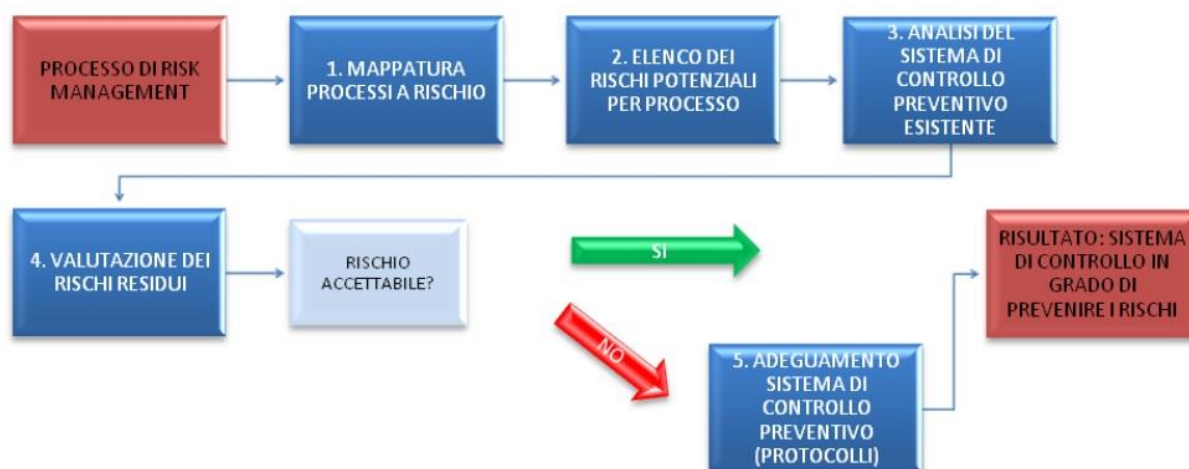 PROCESSO DI RISK
MANAGEMENT
1. MAPPATURA
PROCESSI A RISCHIO
2. ELENCO DEI
RISCHI POTENZIALI
PER PROCESSO
3. ANALISI DEL
SISTEMA DI
CONTROLLO
PREVENTIVO
ESISTENTE
4. VALUTAZIONE DEI
RISCHI RESIDUI
RISCHIO
ACCETTABILE?
SI
NO
RISULTATO: SISTEMA
DI CONTROLLO IN
GRADO DI
PREVENIRE I RISCHI
5. ADEGUAMENTO
SISTEMA DI
CONTROLLO
PREVENTIVO
(PROTOCOLLI)